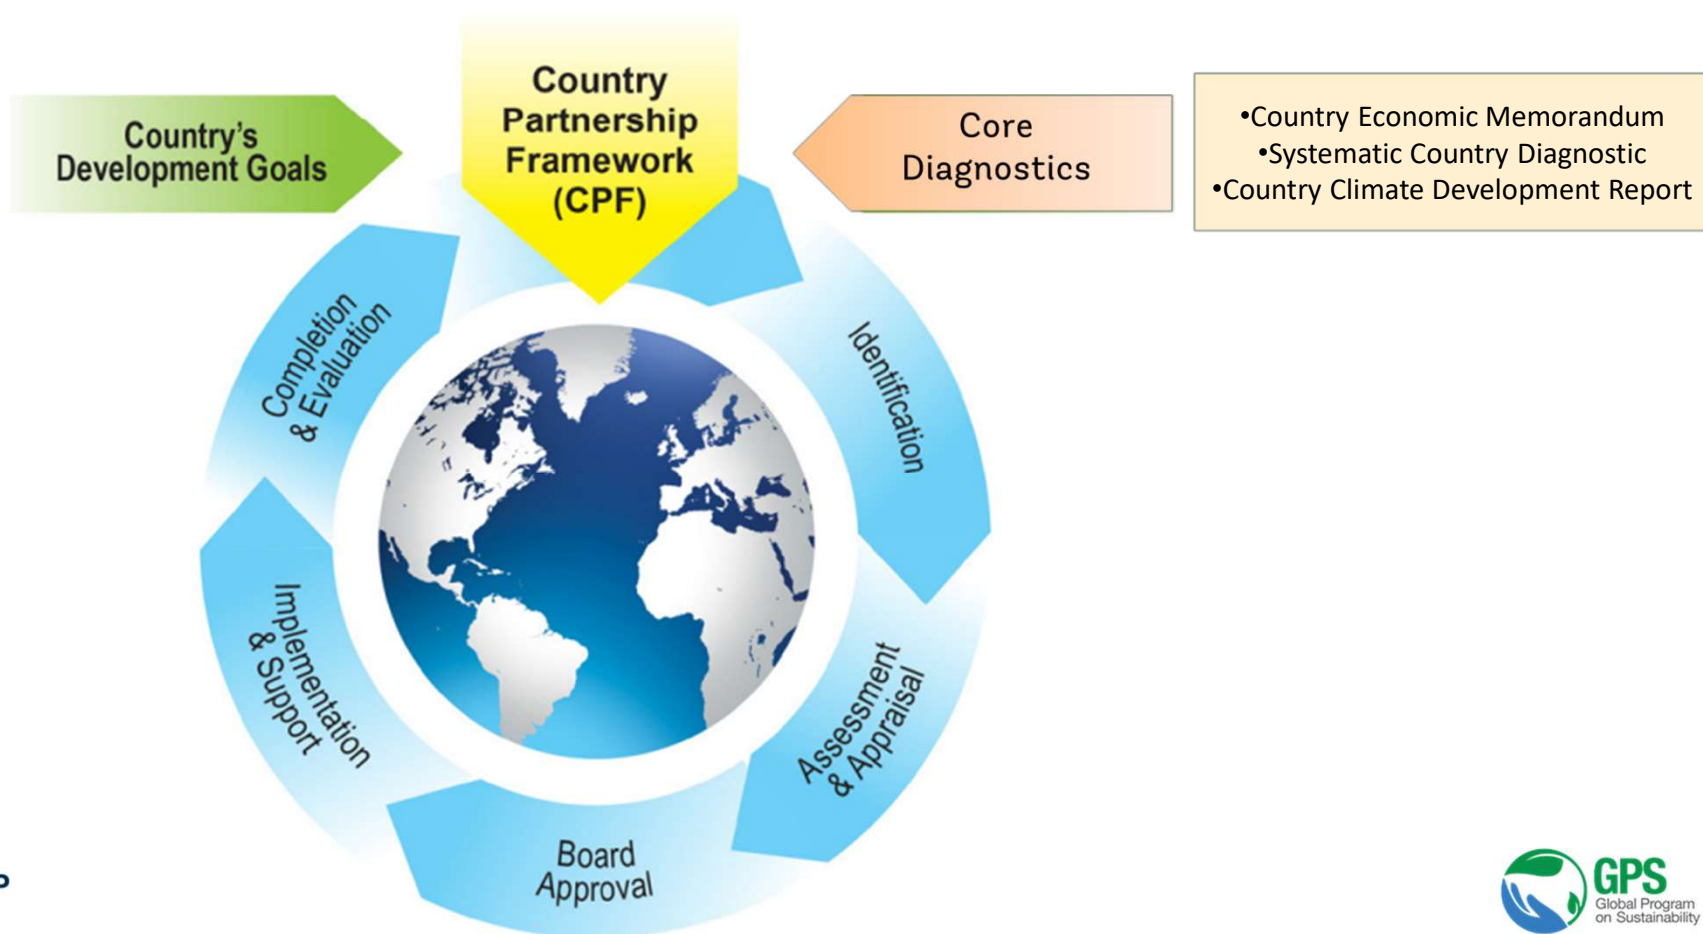 Country
Partnership
Framework
(CPF)
Country's
Development Goals
Core
Diagnostics
•Country Economic Memorandum
•Systematic Country Diagnostic
•Country Climate Development Report
Identification
Assessment
& Appraisal
Board
Approval
Implementation
& Support
Completion
& Evaluation
P
GPS
Global Program
on Sustainability